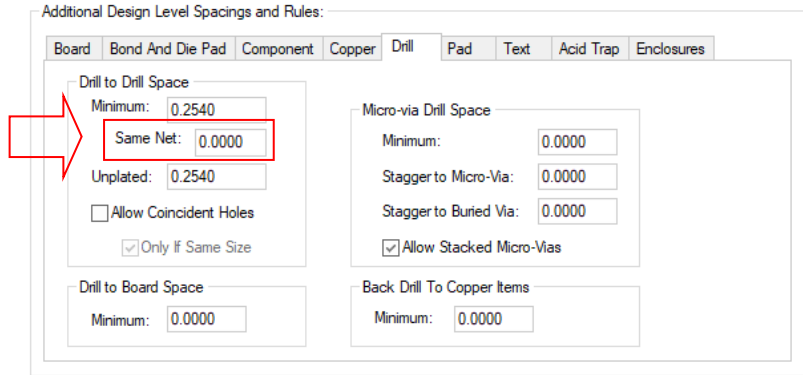 Additional Design Level Spacings and Rules:
Board Bond And Die Pad Component Copper Drill Pad Text Acid Trap Enclosures
Drill to Drill Space
Minimum: 0.2540
Same Net: 0.0000
Unplated: 0.2540
Allow Coincident Holes
Only If Same Size
Micro-via Drill Space
Minimum: 0.0000
Stagger to Micro-Via: 0.0000
Stagger to Buried Via: 0.0000
Allow Stacked Micro-Vias
Drill to Board Space
Minimum: 0.0000
Back Drill To Copper Items
Minimum: 0.0000